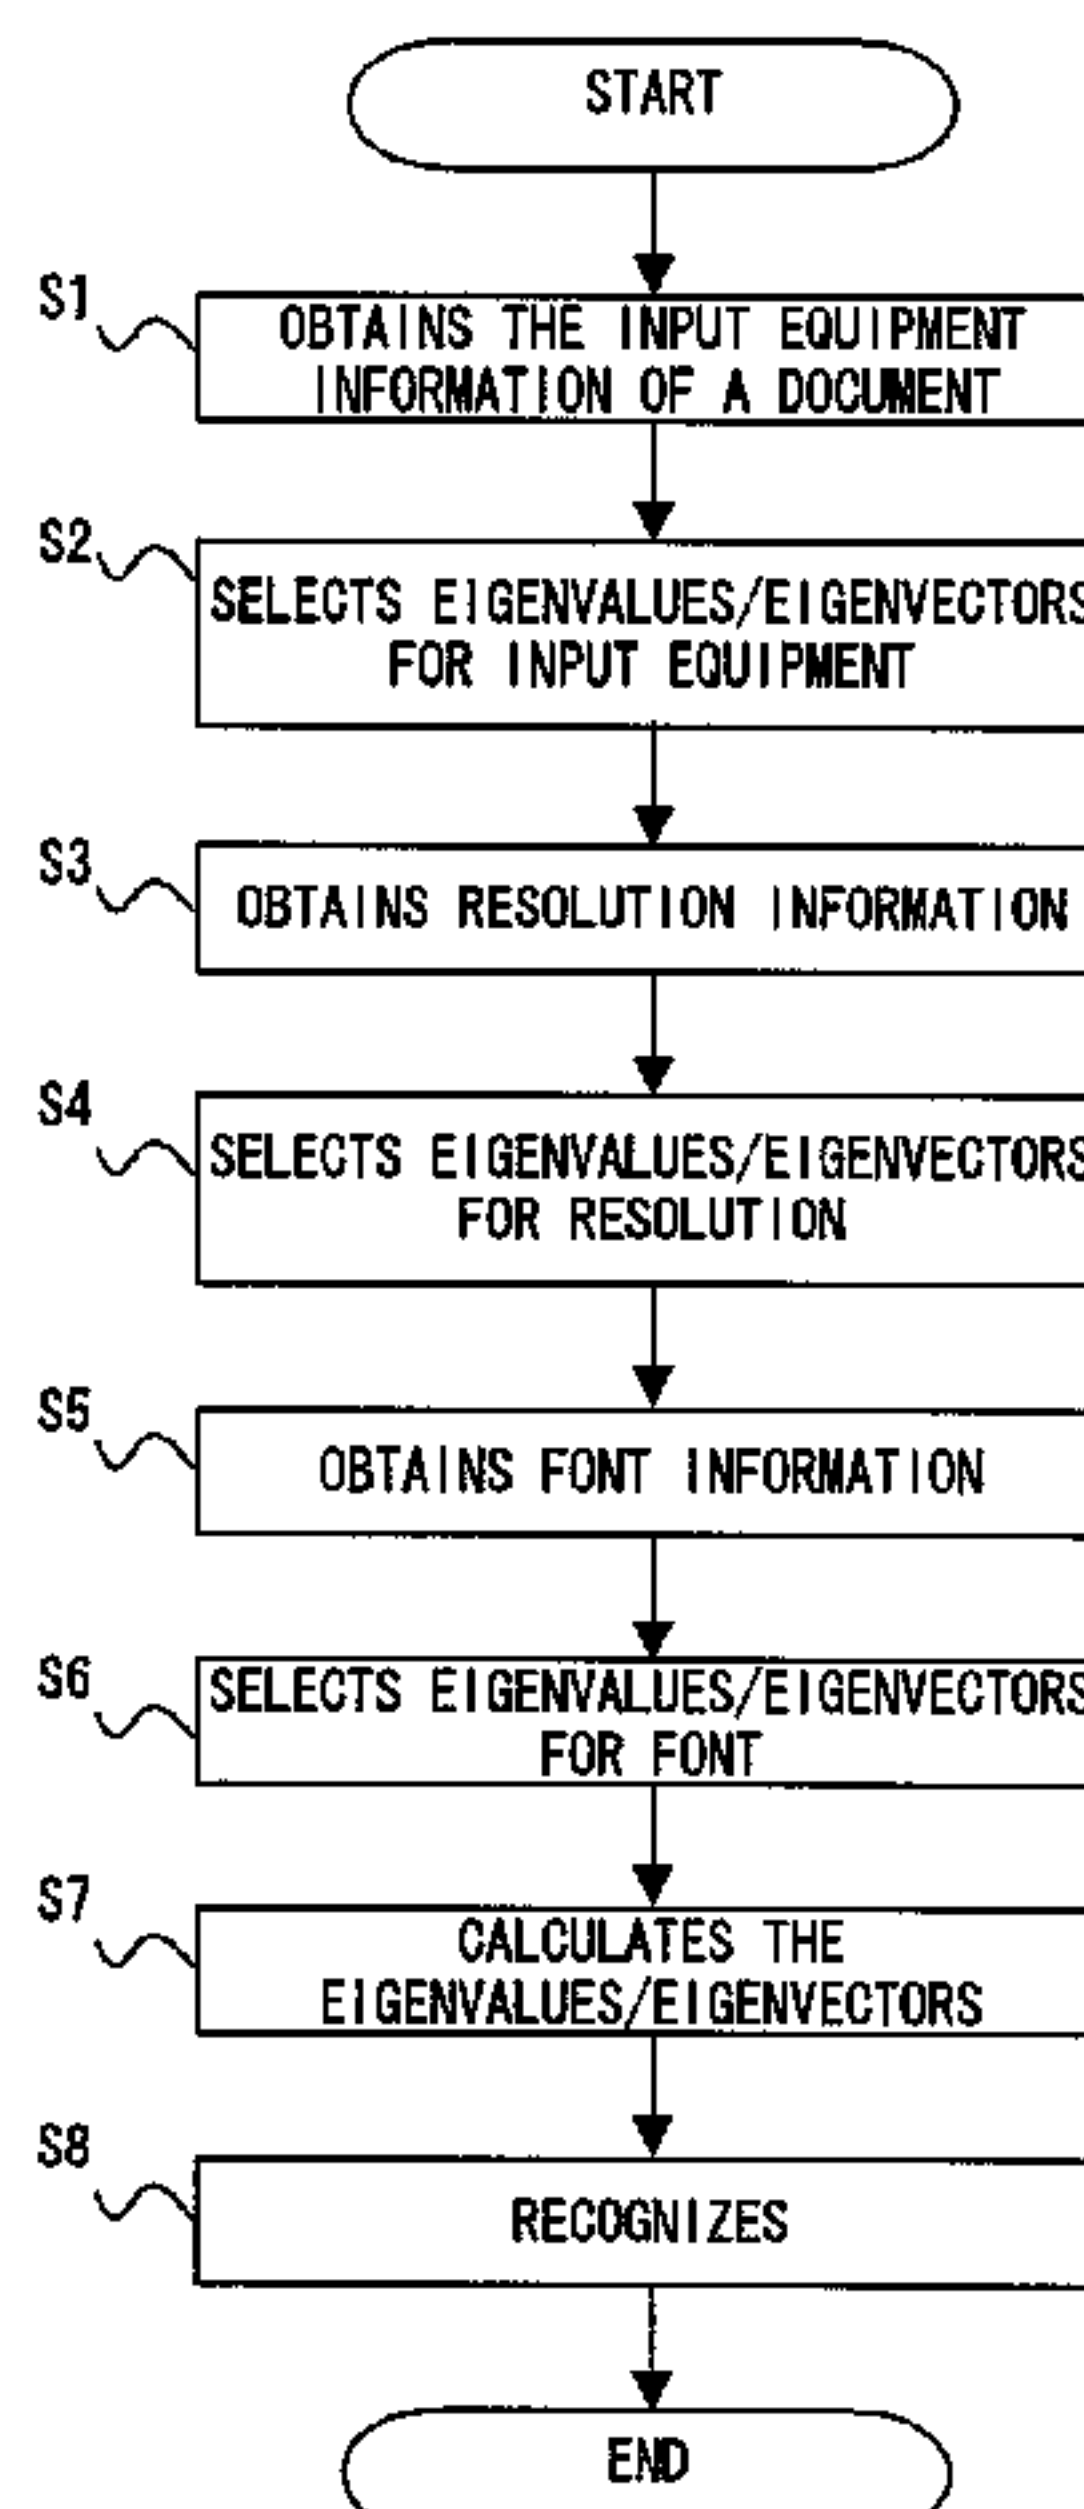 START
S1
OBTAINS THE INPUT EQUIPMENT
INFORMATION OF A DOCUMENT
S2
SELECTS EIGENVALUES/EIGENVECTORS
FOR INPUT EQUIPMENT
S3
OBTAINS RESOLUTION INFORMATION
S4
SELECTS EIGENVALUES/EIGENVECTORS
FOR RESOLUTION
S5
OBTAINS FONT INFORMATION
S6
SELECTS EIGENVALUES/EIGENVECTORS
FOR FONT
S7
CALCULATES THE
EIGENVALUES/EIGENVECTORS
S8
RECOGNIZES
END